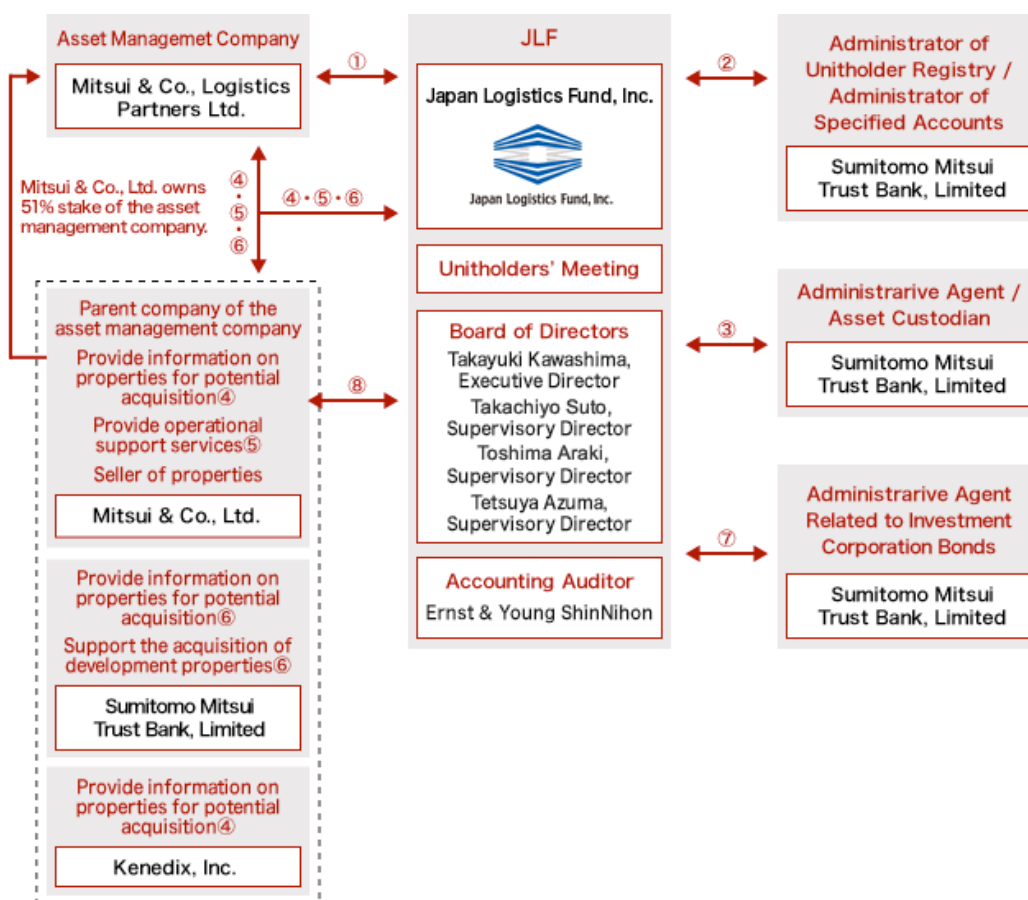 Asset Managemet Company
Mitsui & Co., Logistics
Partners Ltd.
①
Mitsui & Co., Ltd. owns
51% stake of the asset
management company.
④
・
⑤
・
⑥
④・⑤・⑥
Parent company of the
asset management company
Provide information on
properties for potential
acquisition④
Provide operational
support services⑤
Seller of properties
Mitsui & Co., Ltd.
⑧
Provide information on
properties for potential
acquisition⑥
Support the acquisition of
development properties⑥
Sumitomo Mitsui
Trust Bank, Limited
Provide information on
properties for potential
acquisition④
Kenedix, Inc.
JLF
Japan Logistics Fund, Inc.
Japan Logistics Fund, Inc.
Unitholders' Meeting
Board of Directors
Takayuki Kawashima,
Executive Director
Takachiyo Suto,
Supervisory Director
Toshima Araki,
Supervisory Director
Tetsuya Azuma,
Supervisory Director
Accounting Auditor
Ernst & Young ShinNihon
②
Administrator of
Unitholder Registry /
Administrator of
Specified Accounts
Sumitomo Mitsui
Trust Bank, Limited
③
Administrarive Agent /
Asset Custodian
Sumitomo Mitsui
Trust Bank, Limited
⑦
Administrarive Agent
Related to Investment
Corporation Bonds
Sumitomo Mitsui
Trust Bank, Limited